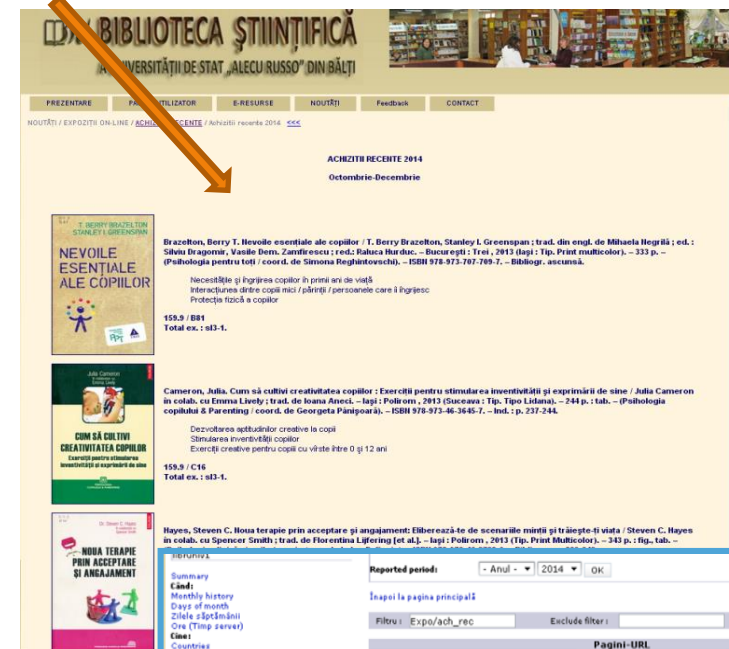 BIBLIOTECA ŞTIINŢIFICĂ
VERSITĂŢII DE STAT „ALECU RUSSO” DIN BĂLŢI
PREZENTARE UTILIZATOR E-RESURSE NOUTĂŢI Feedback CONTACT
NOUTĂŢI / EXPOZIŢII ON-LINE / ACHIZ RECENTE / Achizitii recente 2014 <<<
ACHIZITII RECENTE 2014
Octombrie-Decembrie
T. BERRY BRAZELTON
STANLEY I. GREENSPAN
NEVOILE
ESENŢIALE
ALE COPIILOR
Brazelton, Berry T. Nevoile esenţiale ale copiilor / T. Berry Brazelton, Stanley I. Greenspan ; trad. din engl. de Mihaela Negrilă ; ed. :
Silviu Dragomir, Vasile Dem. Zamfirescu ; red.: Raluca Hurduc. – Bucureşti : Trei , 2013 (Iaşi : Tip. Print multicolor). – 333 p. –
(Psihologia pentru toţi / coord. de Simona Reghintovschi). – ISBN 978-973-707-709-7. – Bibliogr. ascunsă.
Necesităţile şi îngrijirea copiilor în primii ani de viaţă
Interacţiunea dintre copii mici / părinţii / persoanele care îi îngrijesc
Protecţia fizică a copiilor
159.9 / B81
Total ex. : sl3-1.
Julia Cameron
Emma Lively
CUM SĂ CULTIVI
CREATIVITATEA COPIILOR
Exerciţii pentru stimularea
inventivităţii şi exprimării de sine
Cameron, Julia. Cum să cultivi creativitatea copiilor : Exerciţii pentru stimularea inventivităţii şi exprimării de sine / Julia Cameron
în colab. cu Emma Lively ; trad. de Ioana Aneci. – Iaşi : Polirom , 2013 (Suceava : Tip. Tipo Lidana). – 244 p. : tab. – (Psihologia
copilului & Parenting / coord. de Georgeta Pânişoară). – ISBN 978-973-46-3645-7. – Ind. : p. 237-244.
Dezvoltarea aptitudinilor creative la copii
Stimularea inventivităţii copiilor
Exerciţii creative pentru copii cu vîrste între 0 şi 12 ani
159.9 / C16
Total ex. : sl3-1.
Dr. Steven C. Hayes
NOUA TERAPIE
PRIN ACCEPTARE
ŞI ANGAJAMENT
Hayes, Steven C. Noua terapie prin acceptare şi angajament: Eliberează-te de scenariile minţii şi trăieşte-ţi viaţa / Steven C. Hayes
în colab. cu Spencer Smith ; trad. de Florentina Lijfering [et al.]. – Iaşi : Polirom , 2013 (Tip. Print Multicolor). – 343 p. : fig., tab. –
Summary
Când:
Monthly history
Days of month
Zilele săptămânii
Ore (Timp server)
Cine:
Countries
Reported period: - Anul - 2014 OK
Înapoi la pagina principală
Filtru : Expo/ach_rec Exclude filter :
Pagini-URL